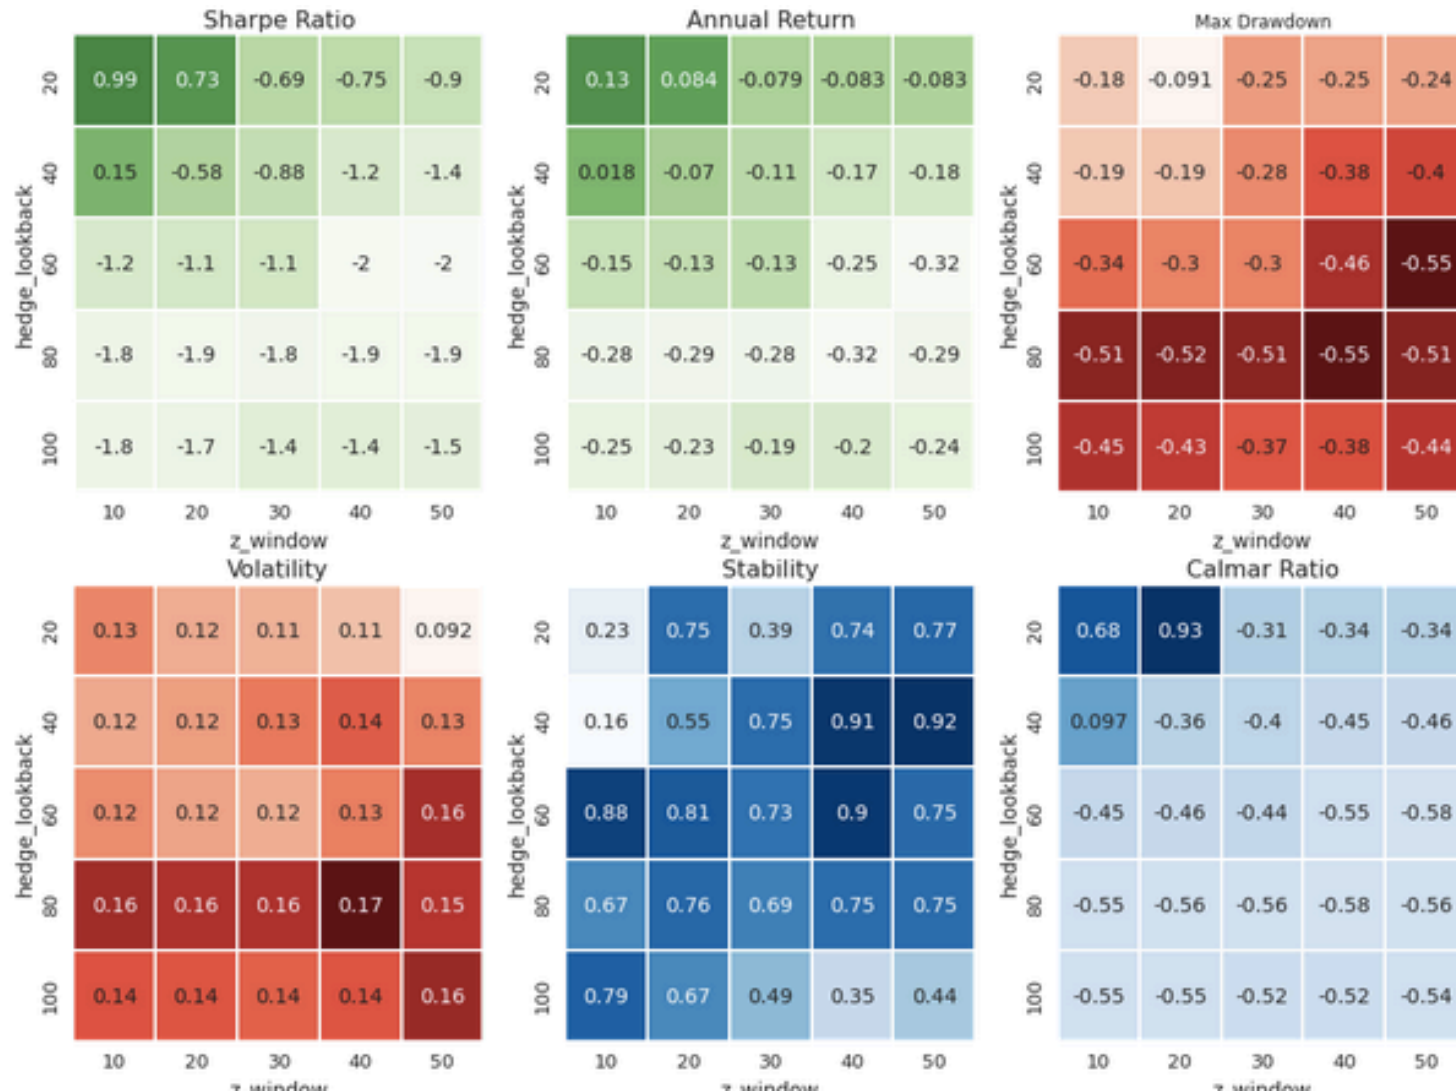 Sharpe Ratio Annual Return Max Drawdown
20 0.99 0.73 -0.69 -0.75 -0.9 20 0.13 0.084 -0.079 -0.083 -0.083 20 -0.18 -0.091 -0.25 -0.25 -0.24
40 0.15 -0.58 -0.88 -1.2 -1.4 40 0.018 -0.07 -0.11 -0.17 -0.18 40 -0.19 -0.19 -0.28 -0.38 -0.4
hedge_lookback hedge_lookback hedge_lookback
60 -1.2 -1.1 -1.1 -2 -2 60 -0.15 -0.13 -0.13 -0.25 -0.32 60 -0.34 -0.3 -0.3 -0.46 -0.55
80 -1.8 -1.9 -1.8 -1.9 -1.9 80 -0.28 -0.29 -0.28 -0.32 -0.29 80 -0.51 -0.52 -0.51 -0.55 -0.51
100 -1.8 -1.7 -1.4 -1.4 -1.5 100 -0.25 -0.23 -0.19 -0.2 -0.24 100 -0.45 -0.43 -0.37 -0.38 -0.44
10 20 30 40 50 10 20 30 40 50 10 20 30 40 50
z_window z_window z_window
Volatility Stability Calmar Ratio
20 0.13 0.12 0.11 0.11 0.092 20 0.23 0.75 0.39 0.74 0.77 20 0.68 0.93 -0.31 -0.34 -0.34
40 0.12 0.12 0.13 0.14 0.13 40 0.16 0.55 0.75 0.91 0.92 40 0.097 -0.36 -0.4 -0.45 -0.46
hedge_lookback hedge_lookback hedge_lookback
60 0.12 0.12 0.12 0.13 0.16 60 0.88 0.81 0.73 0.9 0.75 60 -0.45 -0.46 -0.44 -0.55 -0.58
80 0.16 0.16 0.16 0.17 0.15 80 0.67 0.76 0.69 0.75 0.75 80 -0.55 -0.56 -0.56 -0.58 -0.56
100 0.14 0.14 0.14 0.14 0.16 100 0.79 0.67 0.49 0.35 0.44 100 -0.55 -0.55 -0.52 -0.52 -0.54
10 20 30 40 50 10 20 30 40 50 10 20 30 40 50
z_window z_window z_window